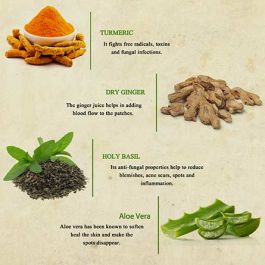 TURMERIC
It fights free radicals, toxins
and fungal infections.
DRY GINGER
The ginger juice helps in adding
blood flow to the patches.
HOLY BASIL
Its anti-fungal properties help to reduce
blemishes, acne scars, spots and
inflammation.
Aloe Vera
Aloe vera has been known to soften
heal the skin and make the
spots disappear.